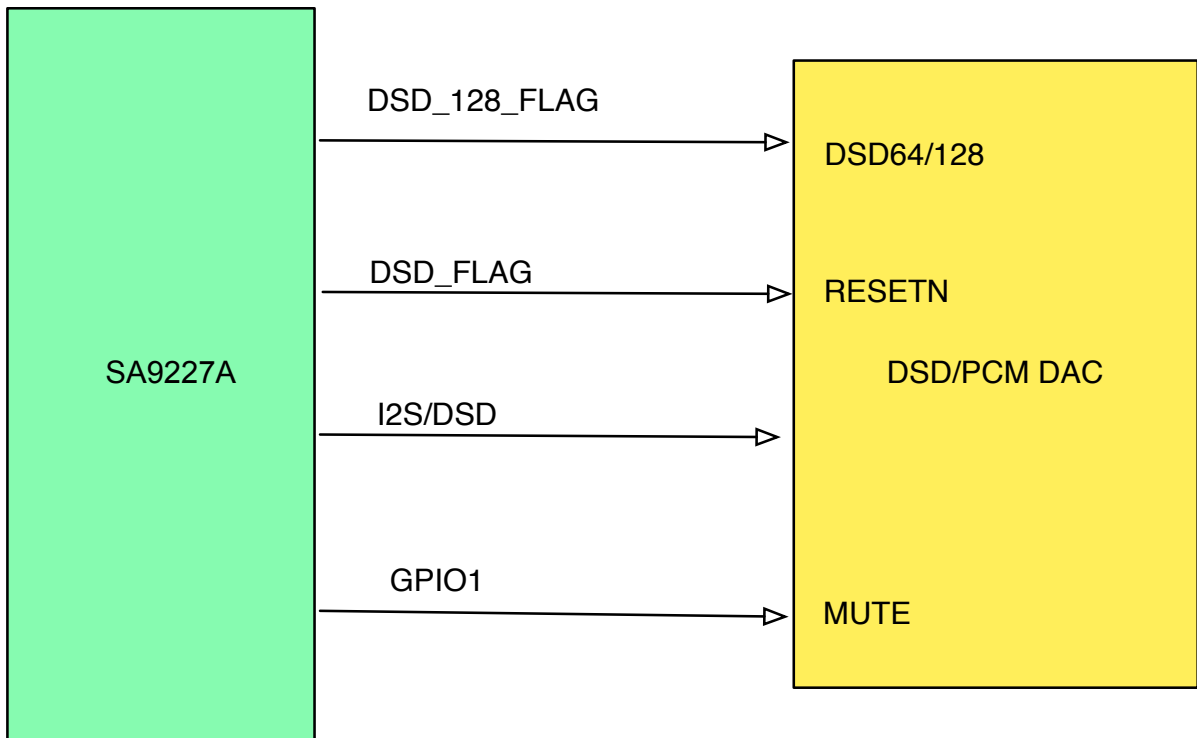 DSD_128_FLAG
DSD64/128
DSD_FLAG
RESETN
SA9227A
DSD/PCM DAC
I2S/DSD
GPIO1
MUTE